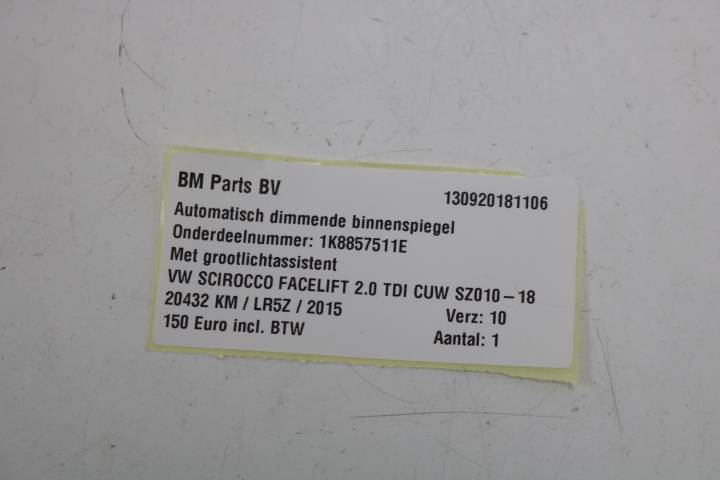 BM Parts BV 130920181106
Automatisch dimmende binnenspiegel
Onderdeelnummer: 1K8857511E
Met grootlichtassistent
VW SCIROCCO FACELIFT 2.0 TDI CUW SZ010-18
20432 KM / LR5Z / 2015 Verz: 10
150 Euro incl. BTW Aantal: 1